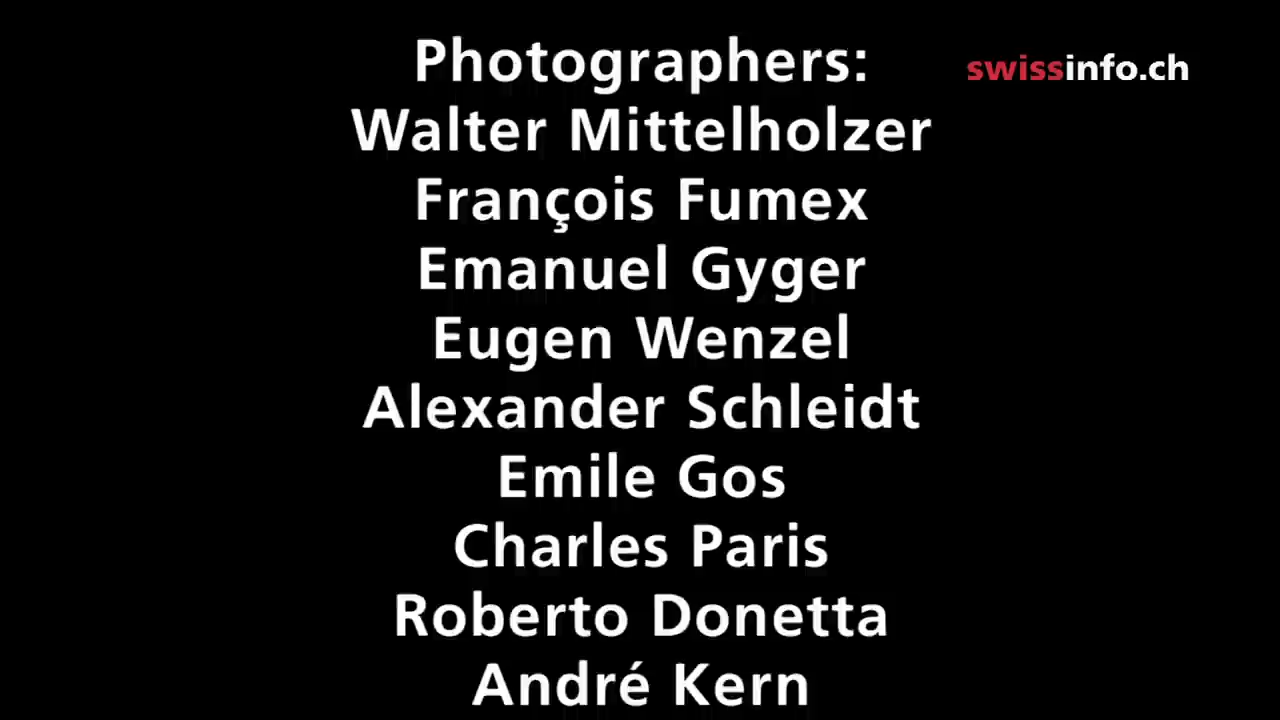 Photographers:
swissinfo.ch
Walter Mittelholzer
François Fumex
Emanuel Gyger
Eugen Wenzel
Alexander Schleidt
Emile Gos
Charles Paris
Roberto Donetta
André Kern